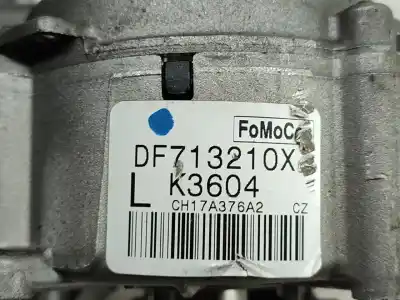 FoMoCo
DF713210X
L K3604
CH17A376A2 CZ